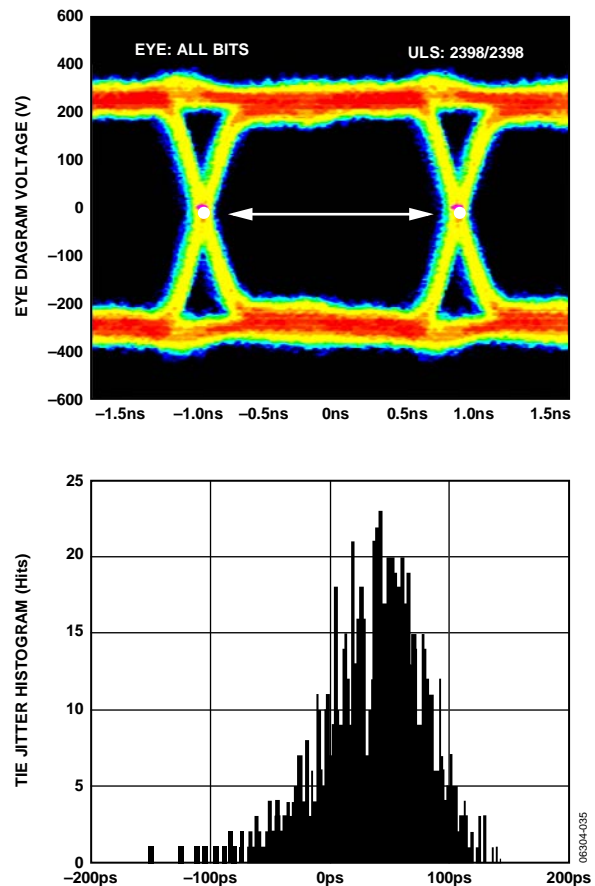 600
400
200
100
0
–100
–200
–400
–600
EYE DIAGRAM VOLTAGE (V)
EYE: ALL BITS
ULS: 2398/2398
–1.5ns –1.0ns –0.5ns 0ns 0.5ns 1.0ns 1.5ns
25
20
15
10
5
0
TIE JITTER HISTOGRAM (Hits)
–200ps –100ps 0ps 100ps 200ps
06304-035